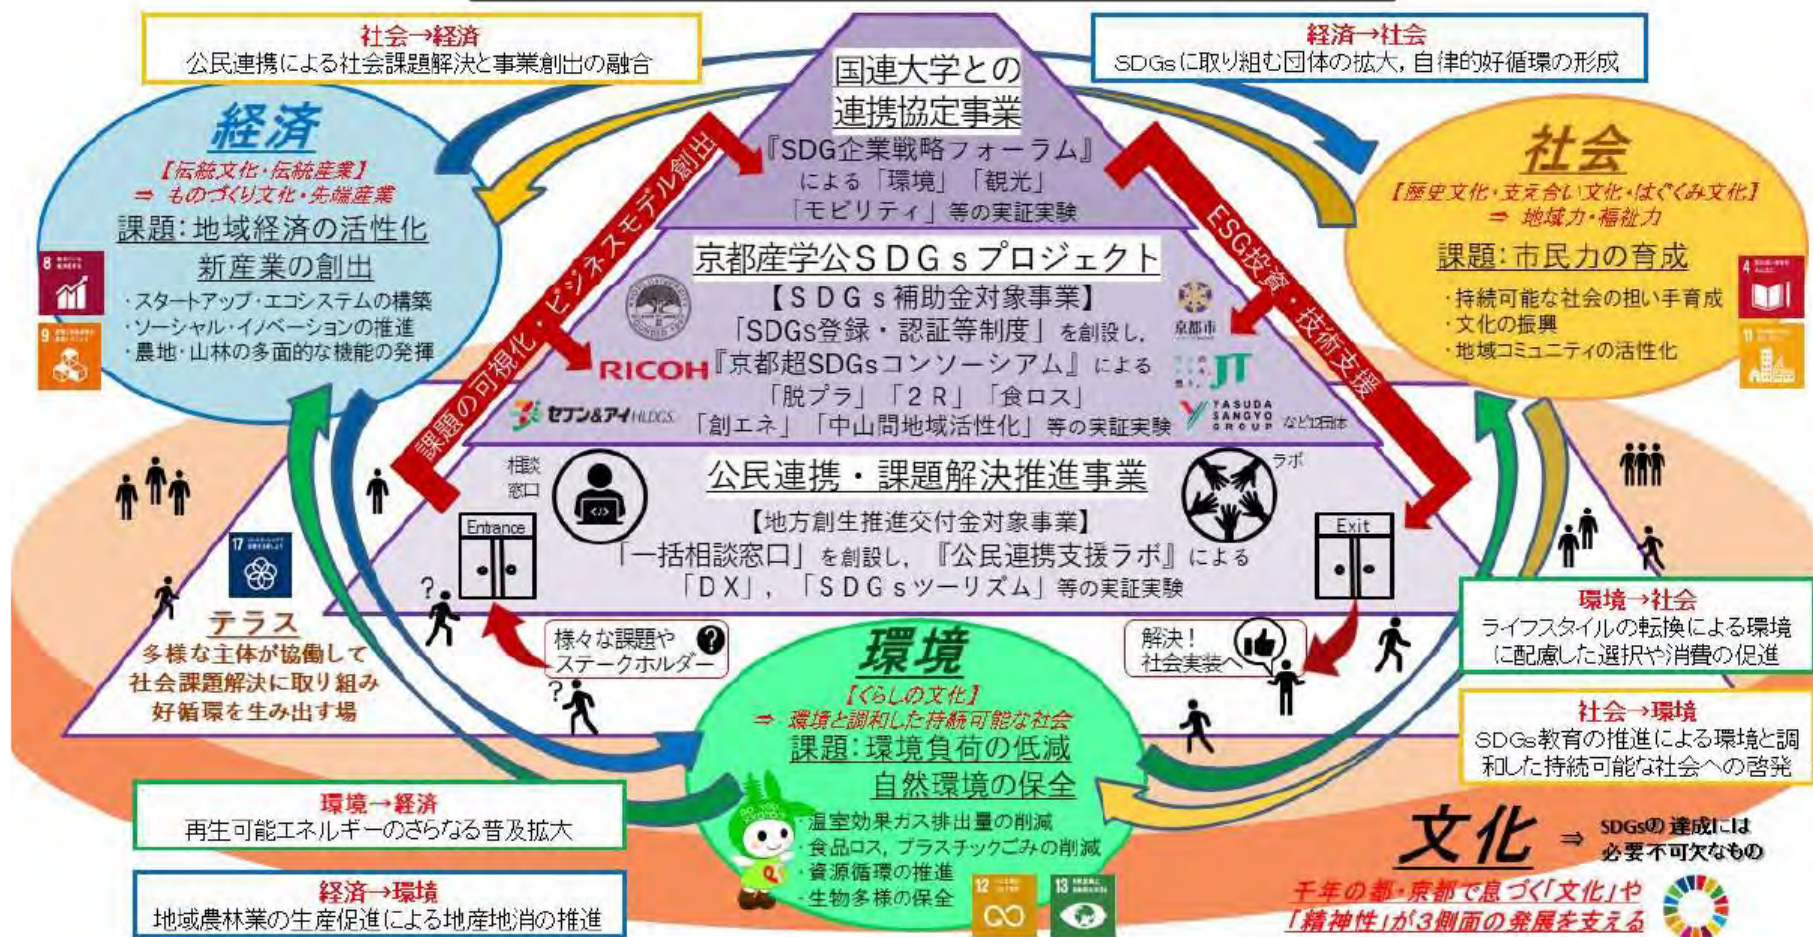 社会→経済
公民連携による社会課題解決と事業創出の融合
経済→社会
SDGsに取り組む団体の拡大，自律的好循環の形成
国連大学との
連携協定事業
『SDG企業戦略フォーラム』
による「環境」「観光」
「モビリティ」等の実証実験
経済
【伝統文化・伝統産業】
⇒ ものづくり文化・先端産業
課題：地域経済の活性化
新産業の創出
・スタートアップ・エコシステムの構築
・ソーシャル・イノベーションの推進
・農地・山林の多面的な機能の発揮
8
9
課題の可視化・ビジネスモデル創出
ESG投資・技術支援
社会
【歴史文化・支え合い文化・はぐくみ文化】
⇒ 地域力・福祉力
課題：市民力の育成
・持続可能な社会の担い手育成
・文化の振興
・地域コミュニティの活性化
4
11
京都産学公ＳＤＧｓプロジェクト
【ＳＤＧｓ補助金対象事業】
「SDGs登録・認証等制度」を創設し，
『京都超SDGsコンソーシアム』による
「脱プラ」「２Ｒ」「食ロス」
「創エネ」「中山間地域活性化」等の実証実験
RICOH
セブン&アイHLDGS.
京都市
JT
YASUDA
SANGYO
GROUP
など12団体
公民連携・課題解決推進事業
【地方創生推進交付金対象事業】
「一括相談窓口」を創設し，『公民連携支援ラボ』による
「ＤＸ」，「ＳＤＧｓツーリズム」等の実証実験
相談
窓口
ラボ
Entrance
Exit
17
テラス
多様な主体が協働して
社会課題解決に取り組み
好循環を生み出す場
?
?
様々な課題や
ステークホルダー
?
解決！
社会実装へ
環境
【くらしの文化】
⇒ 環境と調和した持続可能な社会
課題：環境負荷の低減
自然環境の保全
・温室効果ガス排出量の削減
・食品ロス，プラスチックごみの削減
・資源循環の推進
・生物多様の保全
12
13
環境→社会
ライフスタイルの転換による環境
に配慮した選択や消費の促進
社会→環境
SDGs教育の推進による環境と調
和した持続可能な社会への啓発
環境→経済
再生可能エネルギーのさらなる普及拡大
経済→環境
地域農林業の生産促進による地産地消の推進
文化 ⇒ SDGsの達成には
必要不可欠なもの
千年の都・京都で息づく「文化」や
「精神性」が３側面の発展を支える